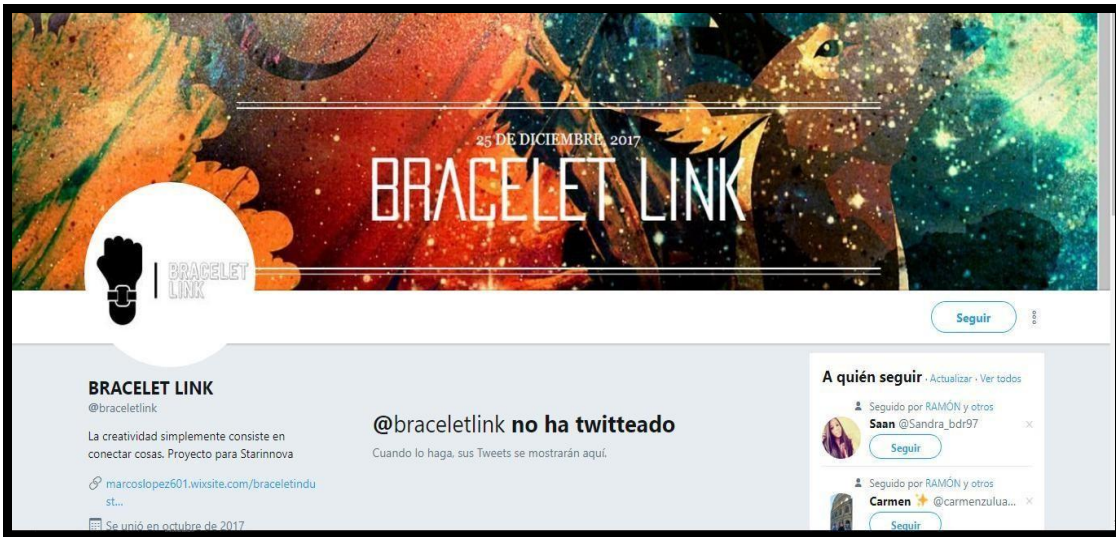 25 DE DICIEMBRE, 2017
BRACELET LINK
BRACELET
LINK
Seguir
BRACELET LINK
@braceletlink
La creatividad simplemente consiste en
conectar cosas. Proyecto para Starinnova
marcoslopez601.wixsite.com/braceletindu
st...
Se unió en octubre de 2017
@braceletlink no ha twitteado
Cuando lo haga, sus Tweets se mostrarán aquí.
A quién seguir · Actualizar · Ver todos
Seguido por RAMÓN y otros
Saan @Sandra_bdr97
Seguir
Seguido por RAMÓN y otros
Carmen ✨ @carmenzulua...
Seguir